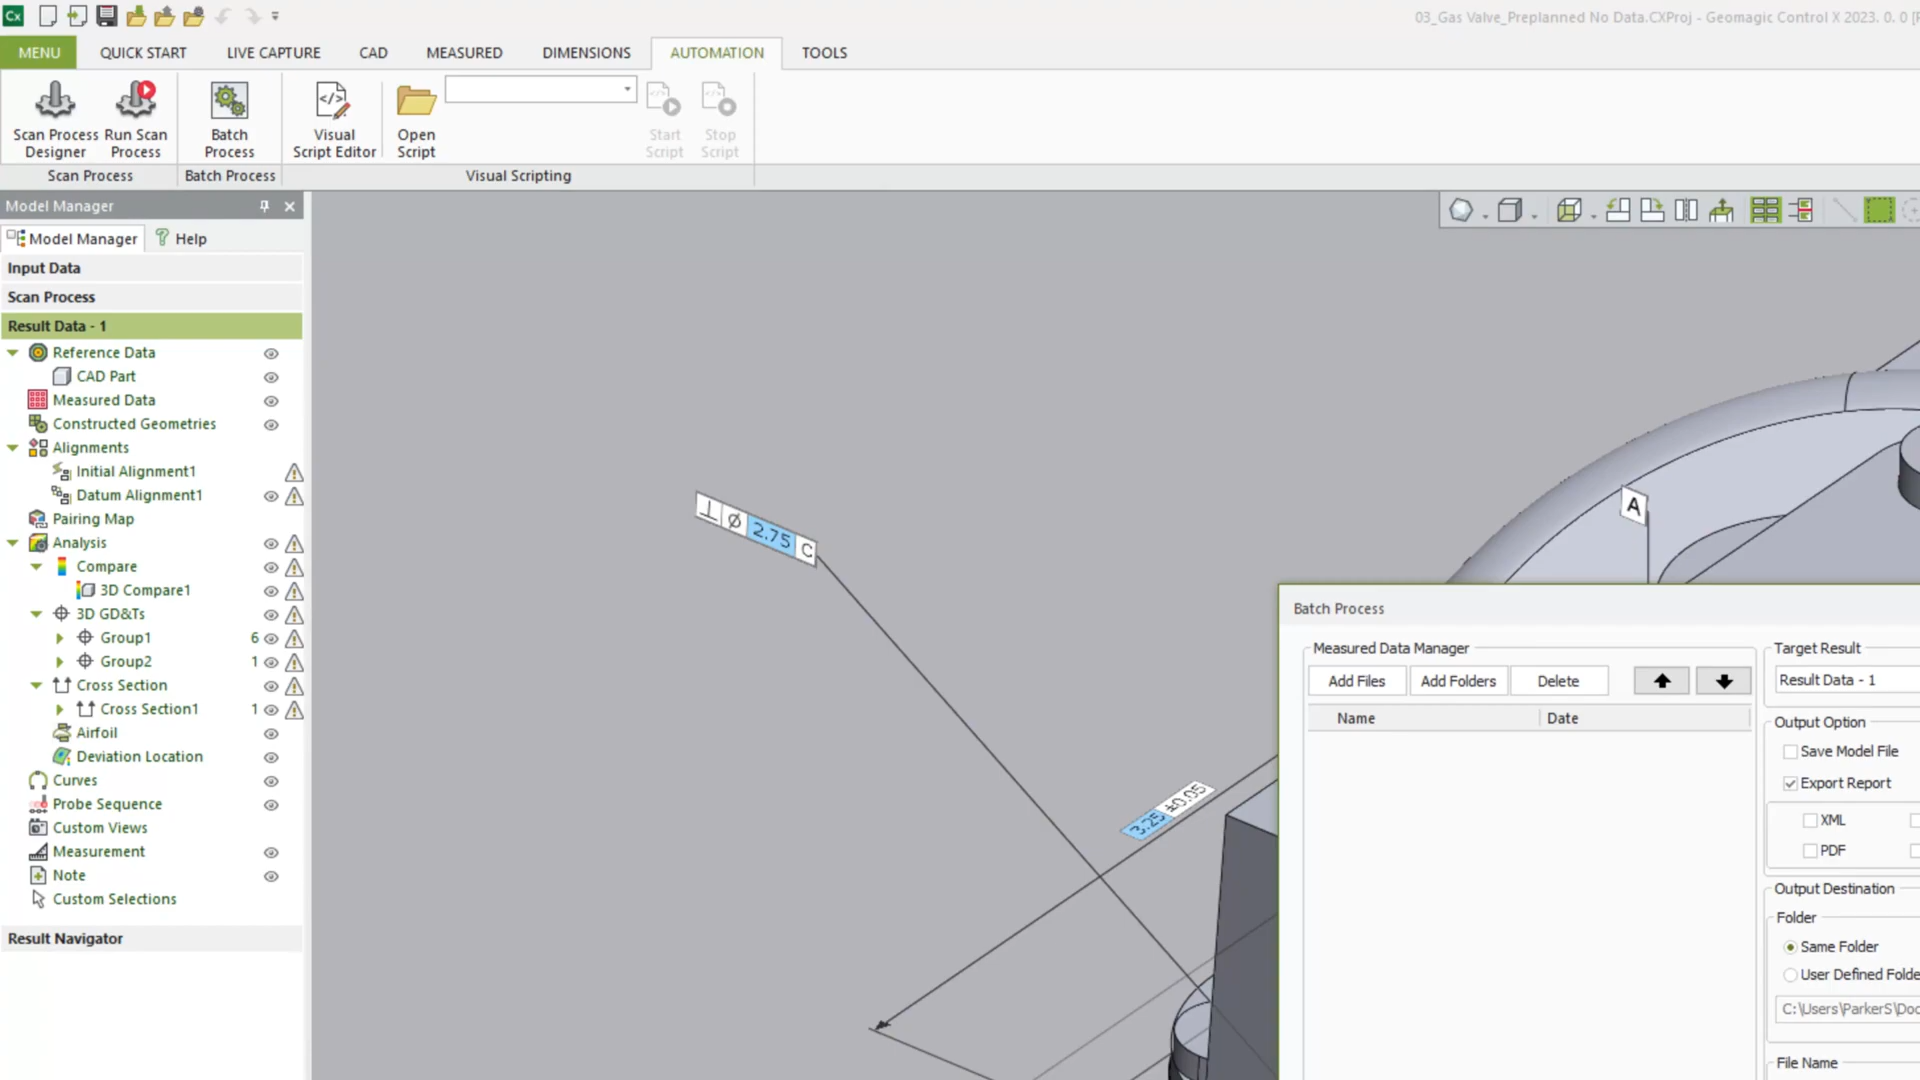 Cx
03_Gas Valve_Preplanned No Data.CXProj - Geomagic Control X 2023. 0. 0 [
MENU QUICK START LIVE CAPTURE CAD MEASURED DIMENSIONS AUTOMATION TOOLS
Scan Process Designer
Run Scan Process
Batch Process
Visual Script Editor
Open Script
Start Script
Stop Script
Scan Process Batch Process Visual Scripting
Model Manager
Model Manager Help
Input Data
Scan Process
Result Data - 1
Reference Data
CAD Part
Measured Data
Constructed Geometries
Alignments
Initial Alignment1
Datum Alignment1
Pairing Map
Analysis
Compare
3D Compare1
3D GD&Ts
Group1 6
Group2 1
Cross Section
Cross Section1 1
Airfoil
Deviation Location
Curves
Probe Sequence
Custom Views
Measurement
Note
Custom Selections
Result Navigator
⊥ ⌀ 2.75 C
A
3.25 ±0.05
Batch Process
Measured Data Manager
Add Files Add Folders Delete
Name Date
Target Result
Result Data - 1
Output Option
Save Model File
Export Report
XML
PDF
Output Destination
Folder
Same Folder
User Defined Folde
C:\Users\ParkerS\Doc
File Name